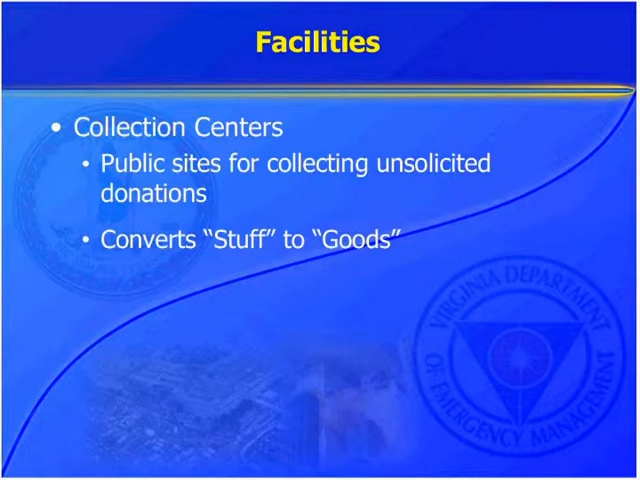 Facilities
• Collection Centers
• Public sites for collecting unsolicited
donations
• Converts “Stuff” to “Goods”
VIRGINIA DEPARTMENT
OF EMERGENCY MANAGEMENT